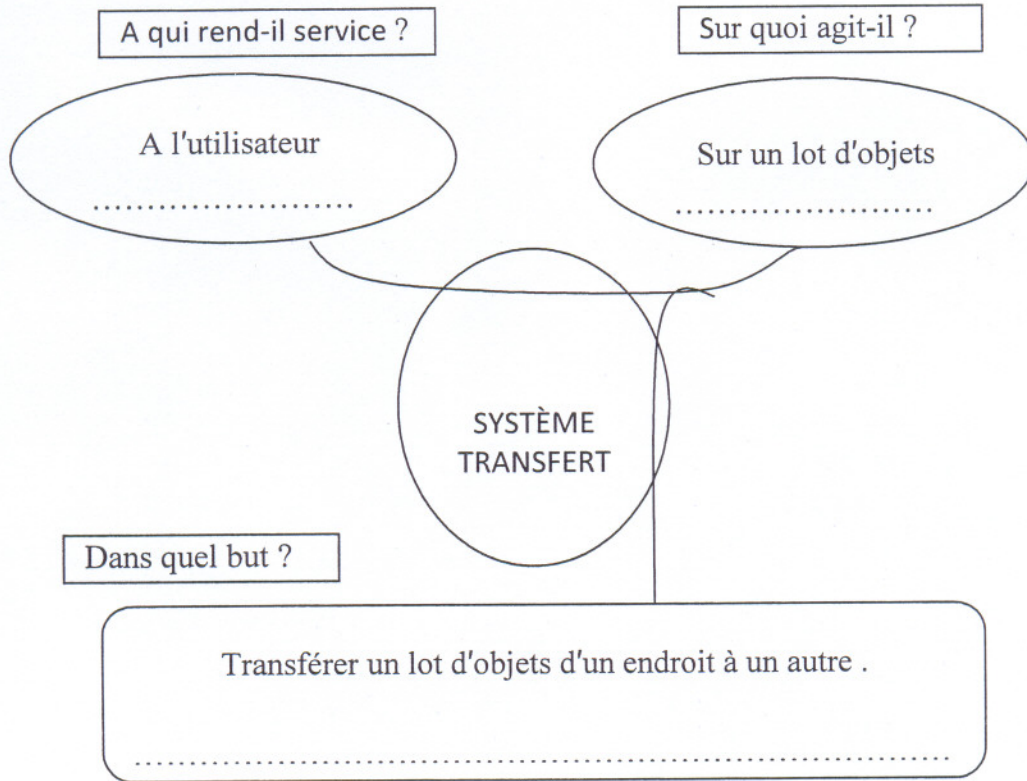 A qui rend-il service ?
Sur quoi agit-il ?
A l'utilisateur
........................
Sur un lot d'objets
........................
SYSTÈME
TRANSFERT
Dans quel but ?
Transférer un lot d'objets d'un endroit à un autre .
...........................................................................